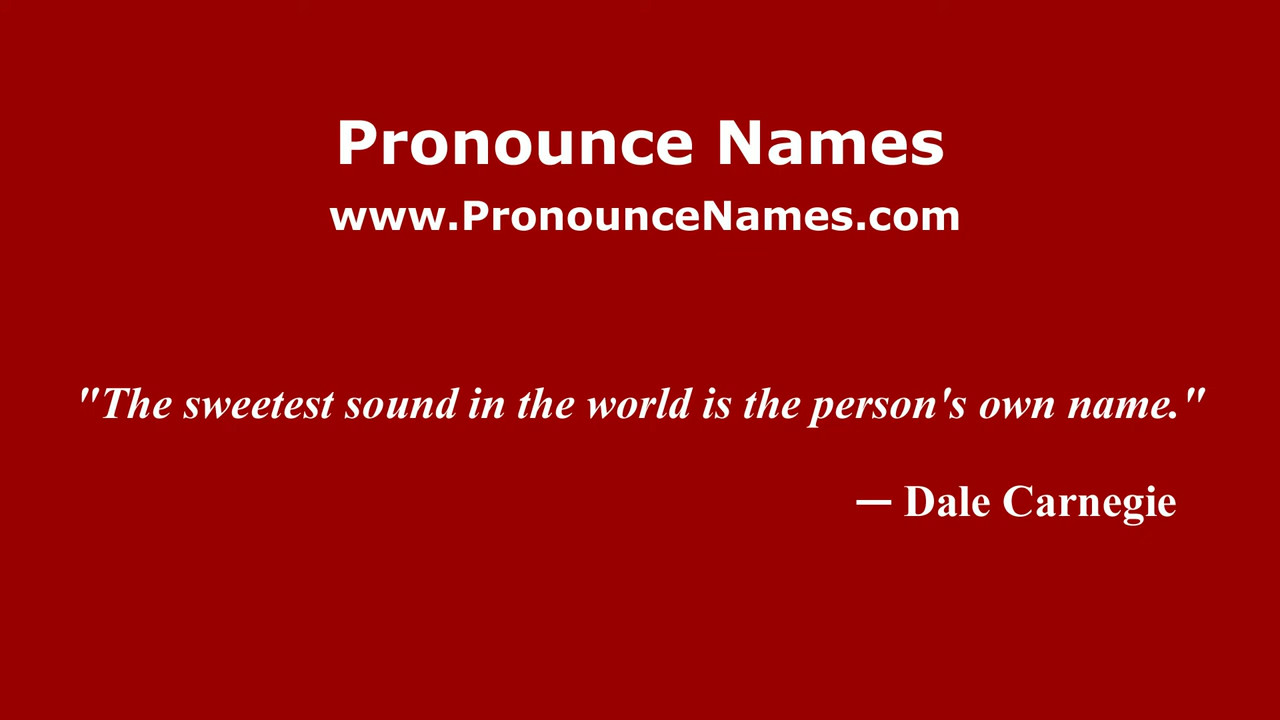 Pronounce Names
www.PronounceNames.com
"The sweetest sound in the world is the person's own name."
— Dale Carnegie